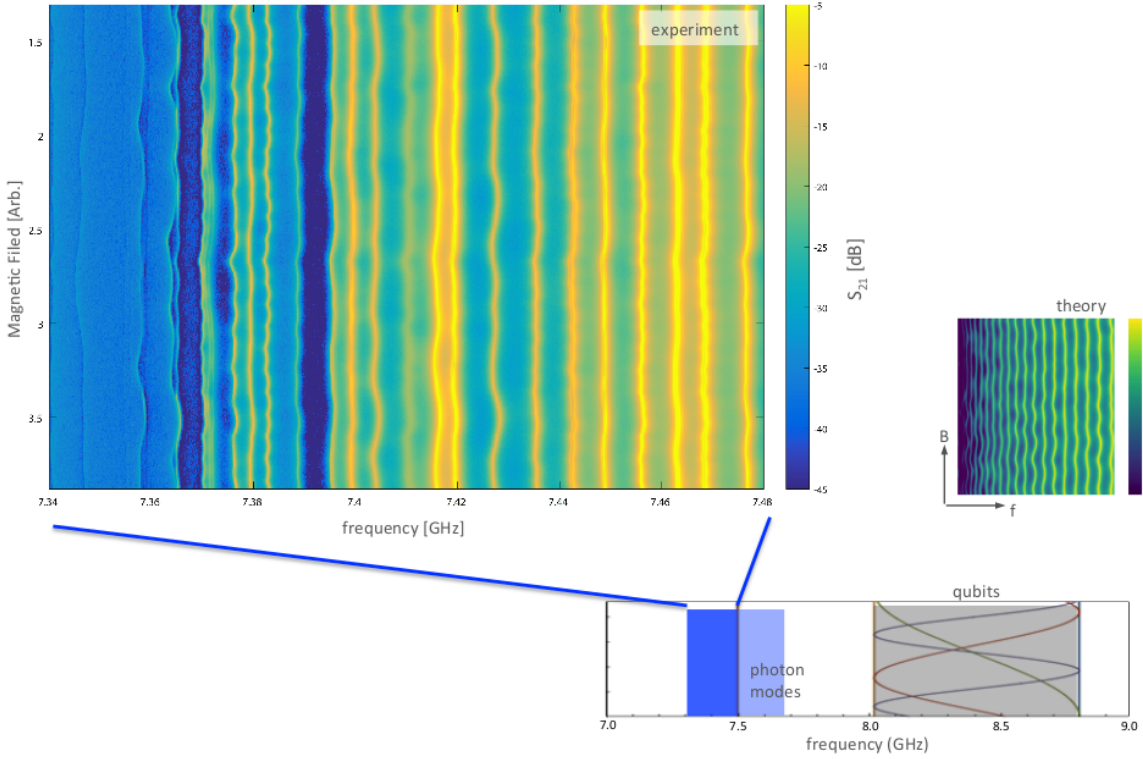 experiment
1.5
2
2.5
3
3.5
Magnetic Filed [Arb.]
7.34
7.36
7.38
7.4
7.42
7.44
7.46
7.48
frequency [GHz]
-5
-10
-15
-20
-25
-30
-35
-40
-45
S21 [dB]
theory
B
f
qubits
photon
modes
7.0
7.5
8.0
8.5
9.0
frequency (GHz)